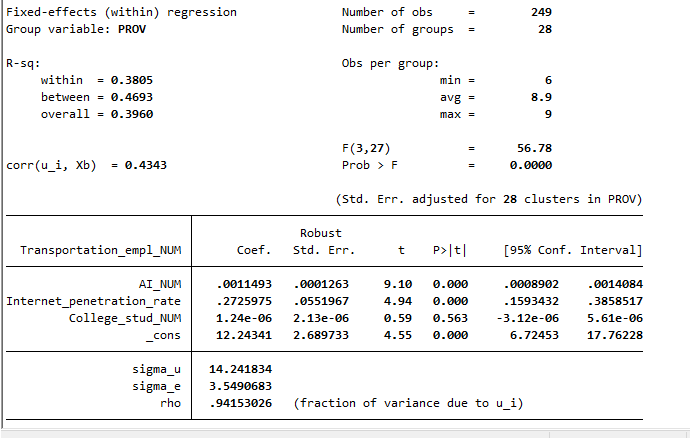 Fixed-effects (within) regression Number of obs = 249
Group variable: PROV Number of groups = 28
R-sq: Obs per group:
within = 0.3805 min = 6
between = 0.4693 avg = 8.9
overall = 0.3960 max = 9
F(3,27) = 56.78
corr(u_i, Xb) = 0.4343 Prob > F = 0.0000
(Std. Err. adjusted for 28 clusters in PROV)
Robust
Transportation_empl_NUM Coef. Std. Err. t P>|t| [95% Conf. Interval]
AI_NUM .0011493 .0001263 9.10 0.000 .0008902 .0014084
Internet_penetration_rate .2725975 .0551967 4.94 0.000 .1593432 .3858517
College_stud_NUM 1.24e-06 2.13e-06 0.59 0.563 -3.12e-06 5.61e-06
_cons 12.24341 2.689733 4.55 0.000 6.72453 17.76228
sigma_u 14.241834
sigma_e 3.5490683
rho .94153026 (fraction of variance due to u_i)